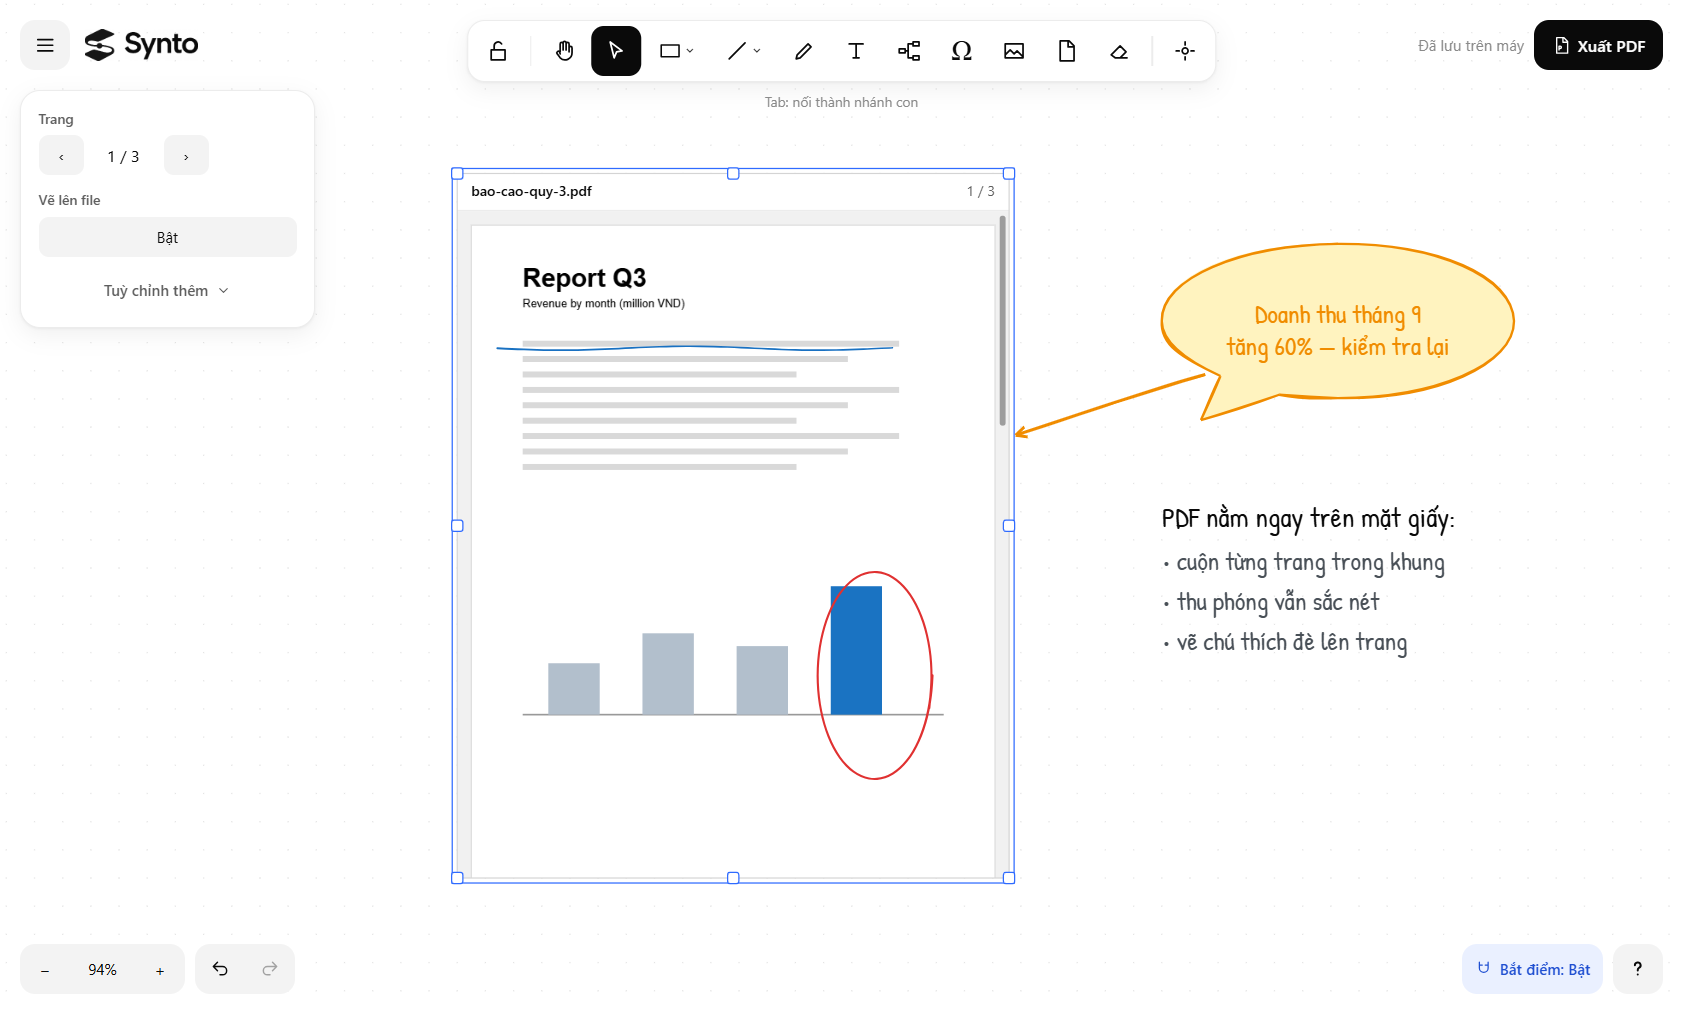 Synto
Đã lưu trên máy
Xuất PDF
Tab: nối thành nhánh con
Trang
‹ 1 / 3 ›
Vẽ lên file
Bật
Tuỳ chỉnh thêm
bao-cao-quy-3.pdf 1 / 3
Report Q3
Revenue by month (million VND)
Doanh thu tháng 9
tăng 60% — kiểm tra lại
PDF nằm ngay trên mặt giấy:
• cuộn từng trang trong khung
• thu phóng vẫn sắc nét
• vẽ chú thích đè lên trang
– 94% +
Bắt điểm: Bật
?